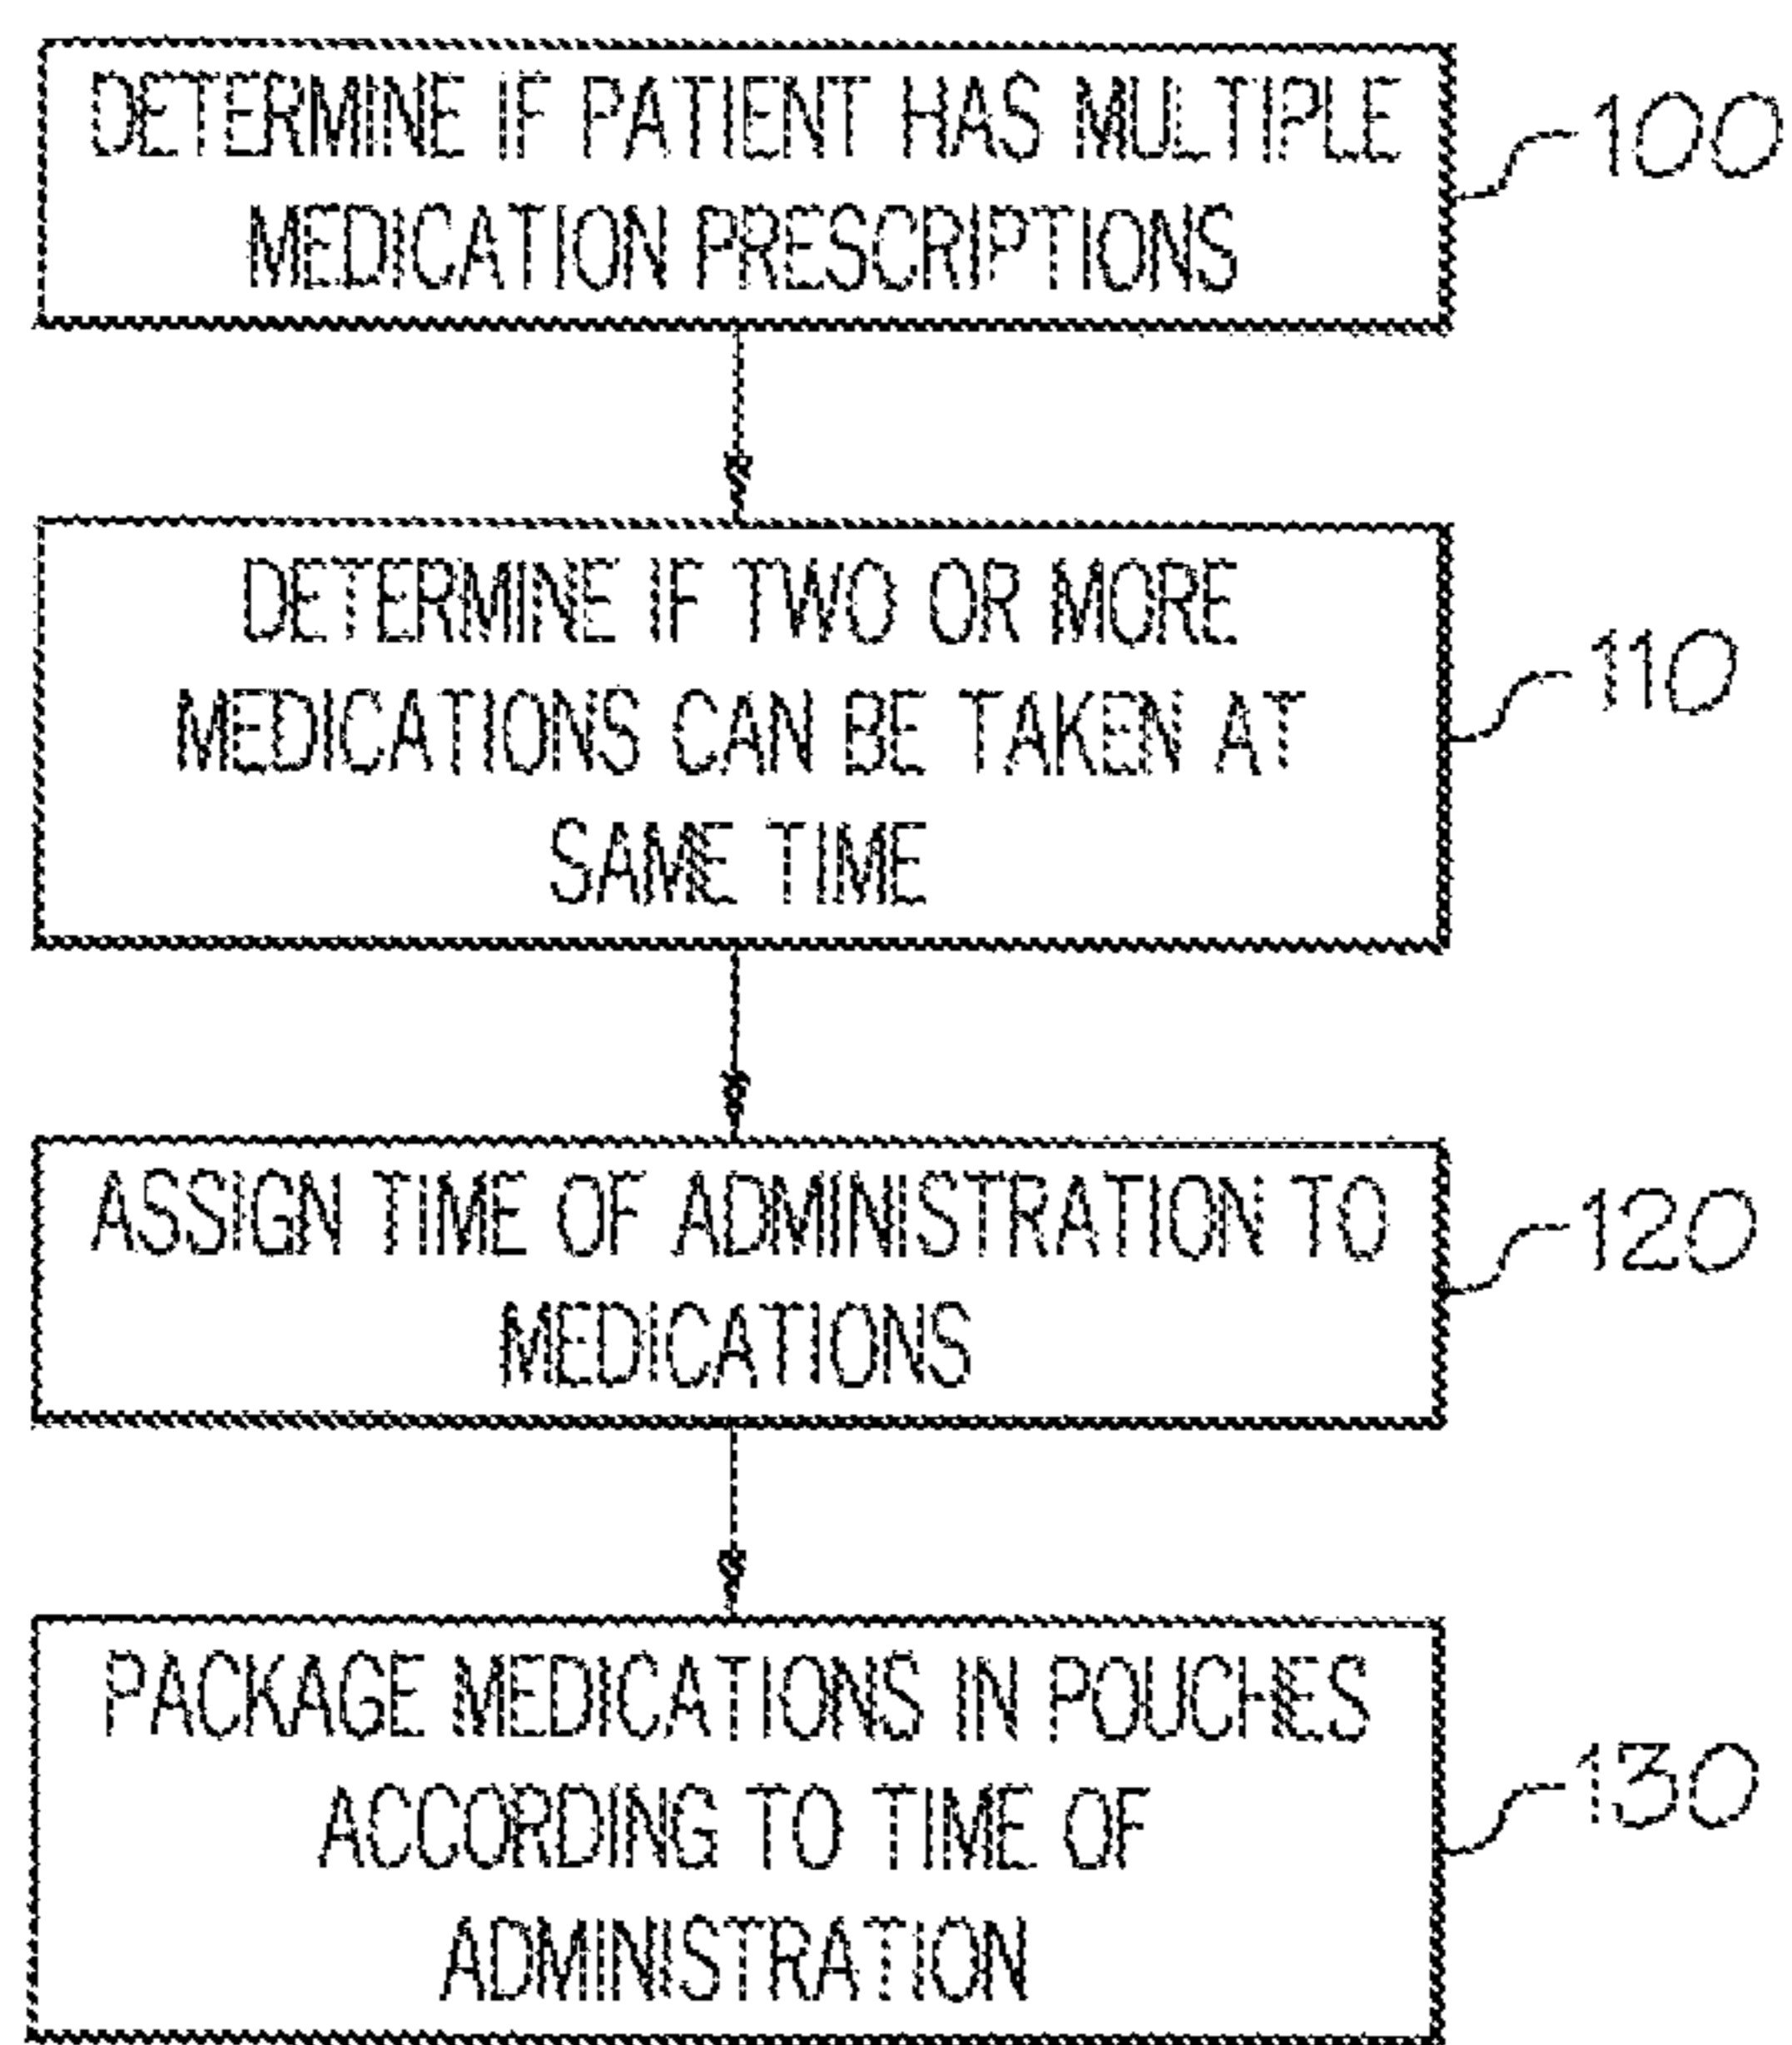 DETERMINE IF PATIENT HAS MULTIPLE
MEDICATION PRESCRIPTIONS
100
DETERMINE IF TWO OR MORE
MEDICATIONS CAN BE TAKEN AT
SAME TIME
110
ASSIGN TIME OF ADMINISTRATION TO
MEDICATIONS
120
PACKAGE MEDICATIONS IN POUCHES
ACCORDING TO TIME OF
ADMINISTRATION
130